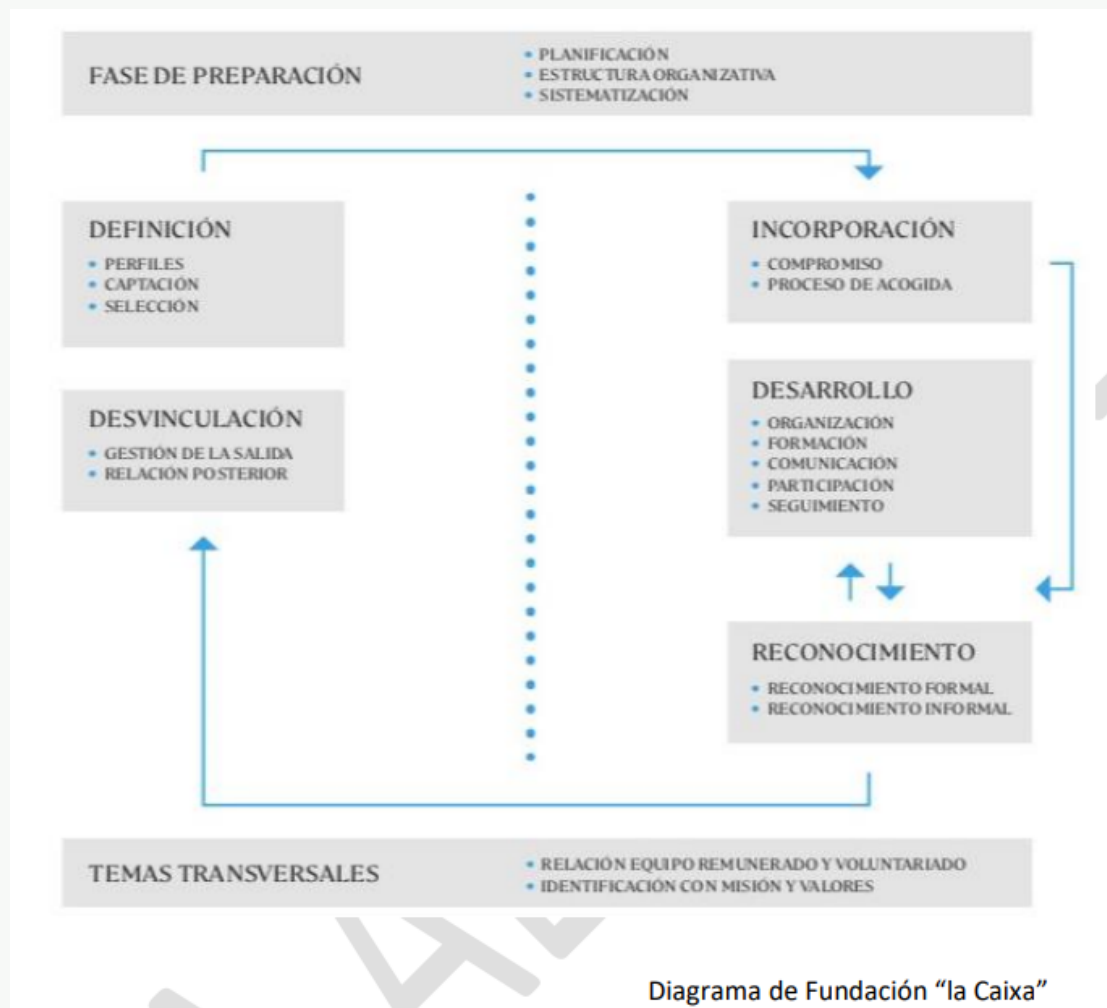 FASE DE PREPARACIÓN
• PLANIFICACIÓN
• ESTRUCTURA ORGANIZATIVA
• SISTEMATIZACIÓN
DEFINICIÓN
• PERFILES
• CAPTACIÓN
• SELECCIÓN
INCORPORACIÓN
• COMPROMISO
• PROCESO DE ACOGIDA
DESVINCULACIÓN
• GESTIÓN DE LA SALIDA
• RELACIÓN POSTERIOR
DESARROLLO
• ORGANIZACIÓN
• FORMACIÓN
• COMUNICACIÓN
• PARTICIPACIÓN
• SEGUIMIENTO
RECONOCIMIENTO
• RECONOCIMIENTO FORMAL
• RECONOCIMIENTO INFORMAL
TEMAS TRANSVERSALES
• RELACIÓN EQUIPO REMUNERADO Y VOLUNTARIADO
• IDENTIFICACIÓN CON MISIÓN Y VALORES
Diagrama de Fundación “la Caixa”